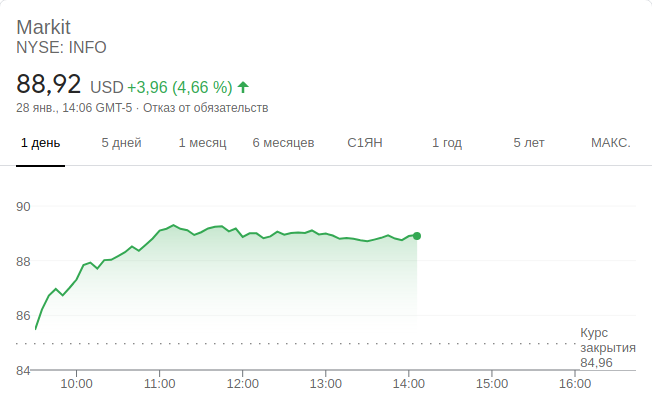 Markit
NYSE: INFO
88,92 USD +3,96 (4,66 %)
28 янв., 14:06 GMT-5 · Отказ от обязательств
1 день 5 дней 1 месяц 6 месяцев С1ЯН 1 год 5 лет МАКС.
90
88
86
Курс
закрытия
84,96
84
10:00 11:00 12:00 13:00 14:00 15:00 16:00